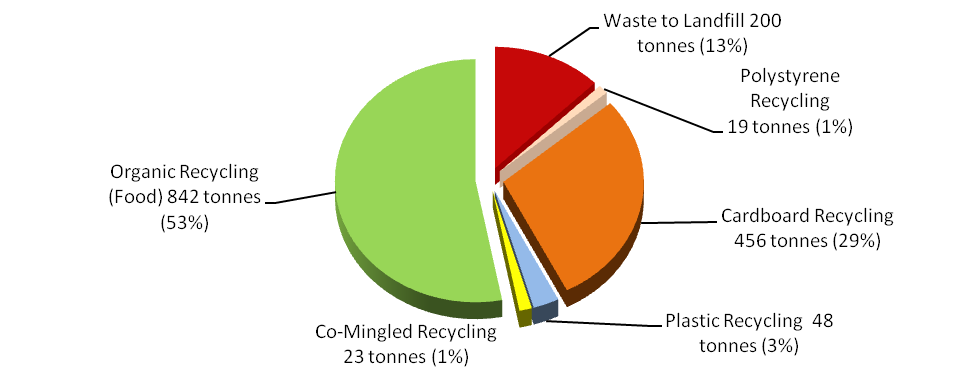 Waste to Landfill 200
tonnes (13%)
Polystyrene
Recycling
19 tonnes (1%)
Organic Recycling
(Food) 842 tonnes
(53%)
Cardboard Recycling
456 tonnes (29%)
Co-Mingled Recycling
23 tonnes (1%)
Plastic Recycling 48
tonnes (3%)